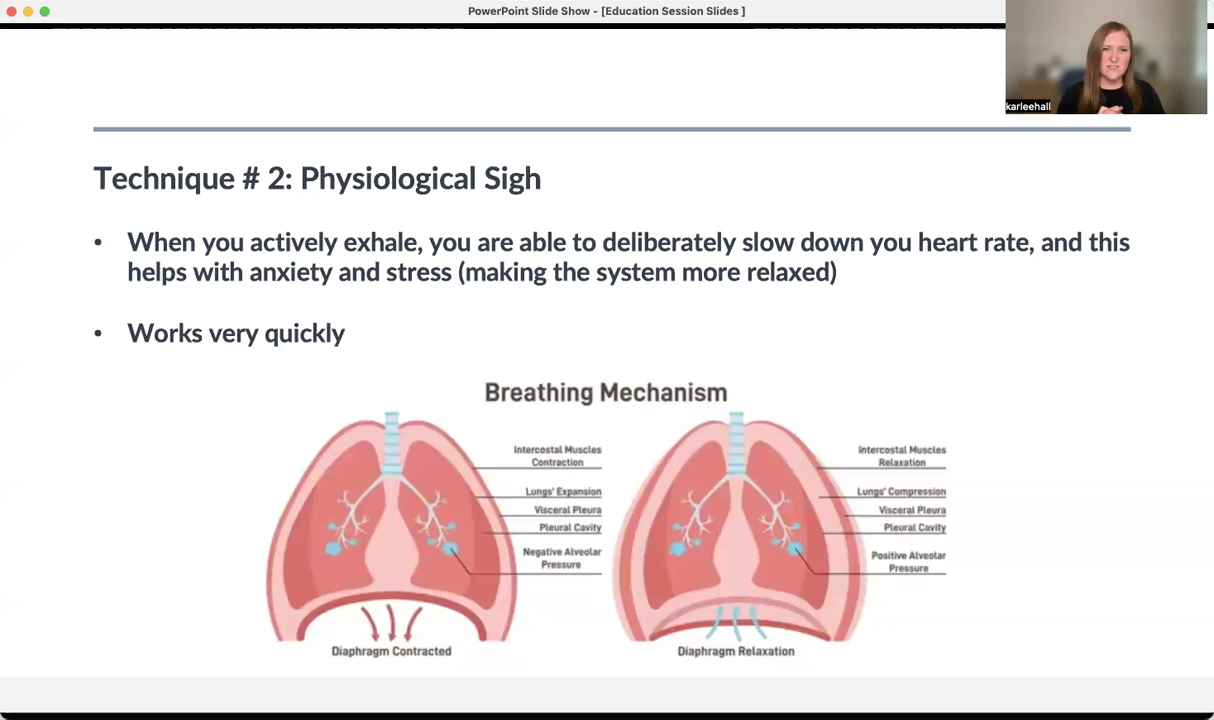 PowerPoint Slide Show - [Education Session Slides ]
karleehall
Technique # 2: Physiological Sigh
• When you actively exhale, you are able to deliberately slow down you heart rate, and this
helps with anxiety and stress (making the system more relaxed)
• Works very quickly
Breathing Mechanism
Intercostal Muscles
Contraction
Lungs' Expansion
Visceral Pleura
Pleural Cavity
Negative Alveolar
Pressure
Diaphragm Contracted
Intercostal Muscles
Relaxation
Lungs' Compression
Visceral Pleura
Pleural Cavity
Positive Alveolar
Pressure
Diaphragm Relaxation